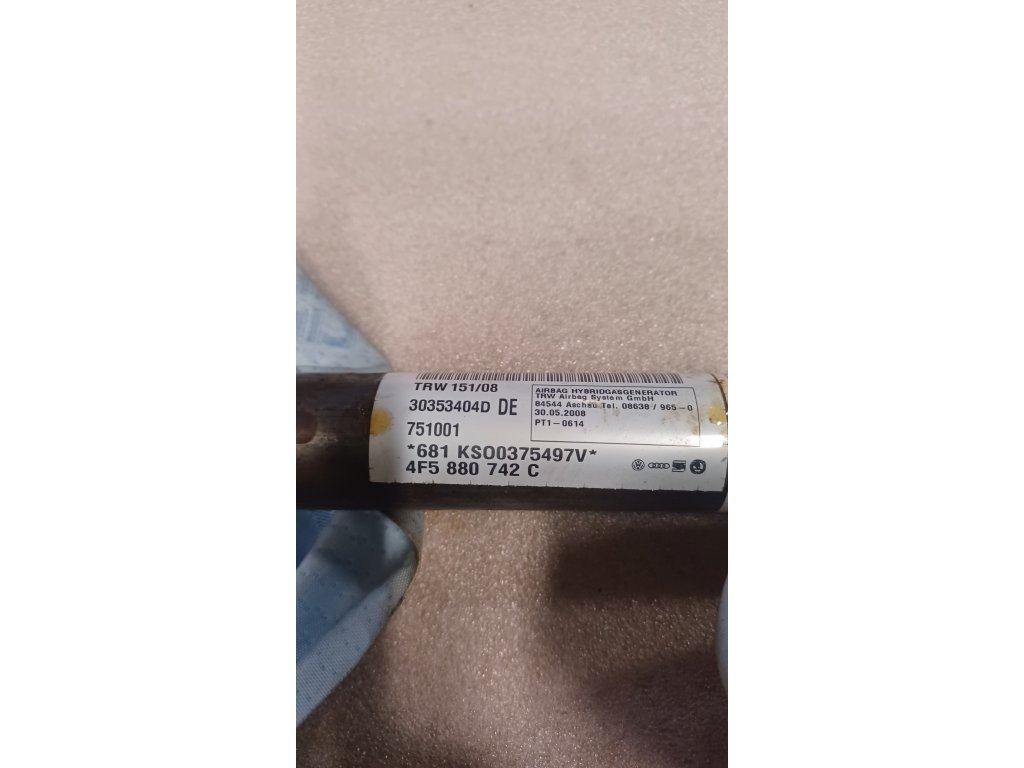 TRW 151/08
30353404D DE
751001
*681 KSO0375497V*
4F5 880 742 C
AIRBAG HYBRIDGASGENERATOR
TRW Airbag System GmbH
84544 Aschau Tel. 08638 / 965-0
30.05.2008
PT1-0614